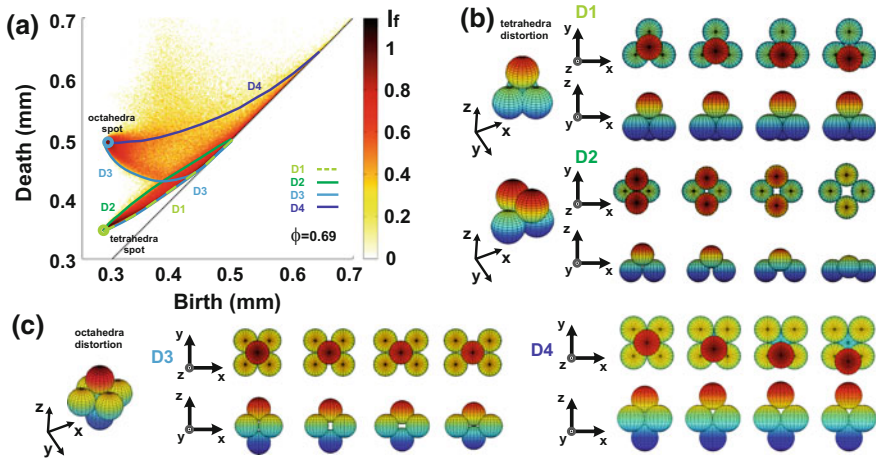 (a)
0.7
0.6
0.5
0.4
0.3
Death (mm)
0.3
0.4
0.5
0.6
0.7
Birth (mm)
If
1
0.8
0.6
0.4
0.2
0
octahedra
spot
D4
D3
D2
D3
D1
tetrahedra
spot
D1
D2
D3
D4
ϕ=0.69
(b)
tetrahedra
distortion
D1
y
z
x
z
y
x
z
x
y
D2
y
z
x
z
y
x
z
x
y
(c)
octahedra
distortion
D3
y
z
x
z
y
x
z
x
y
D4
y
z
x
z
y
x